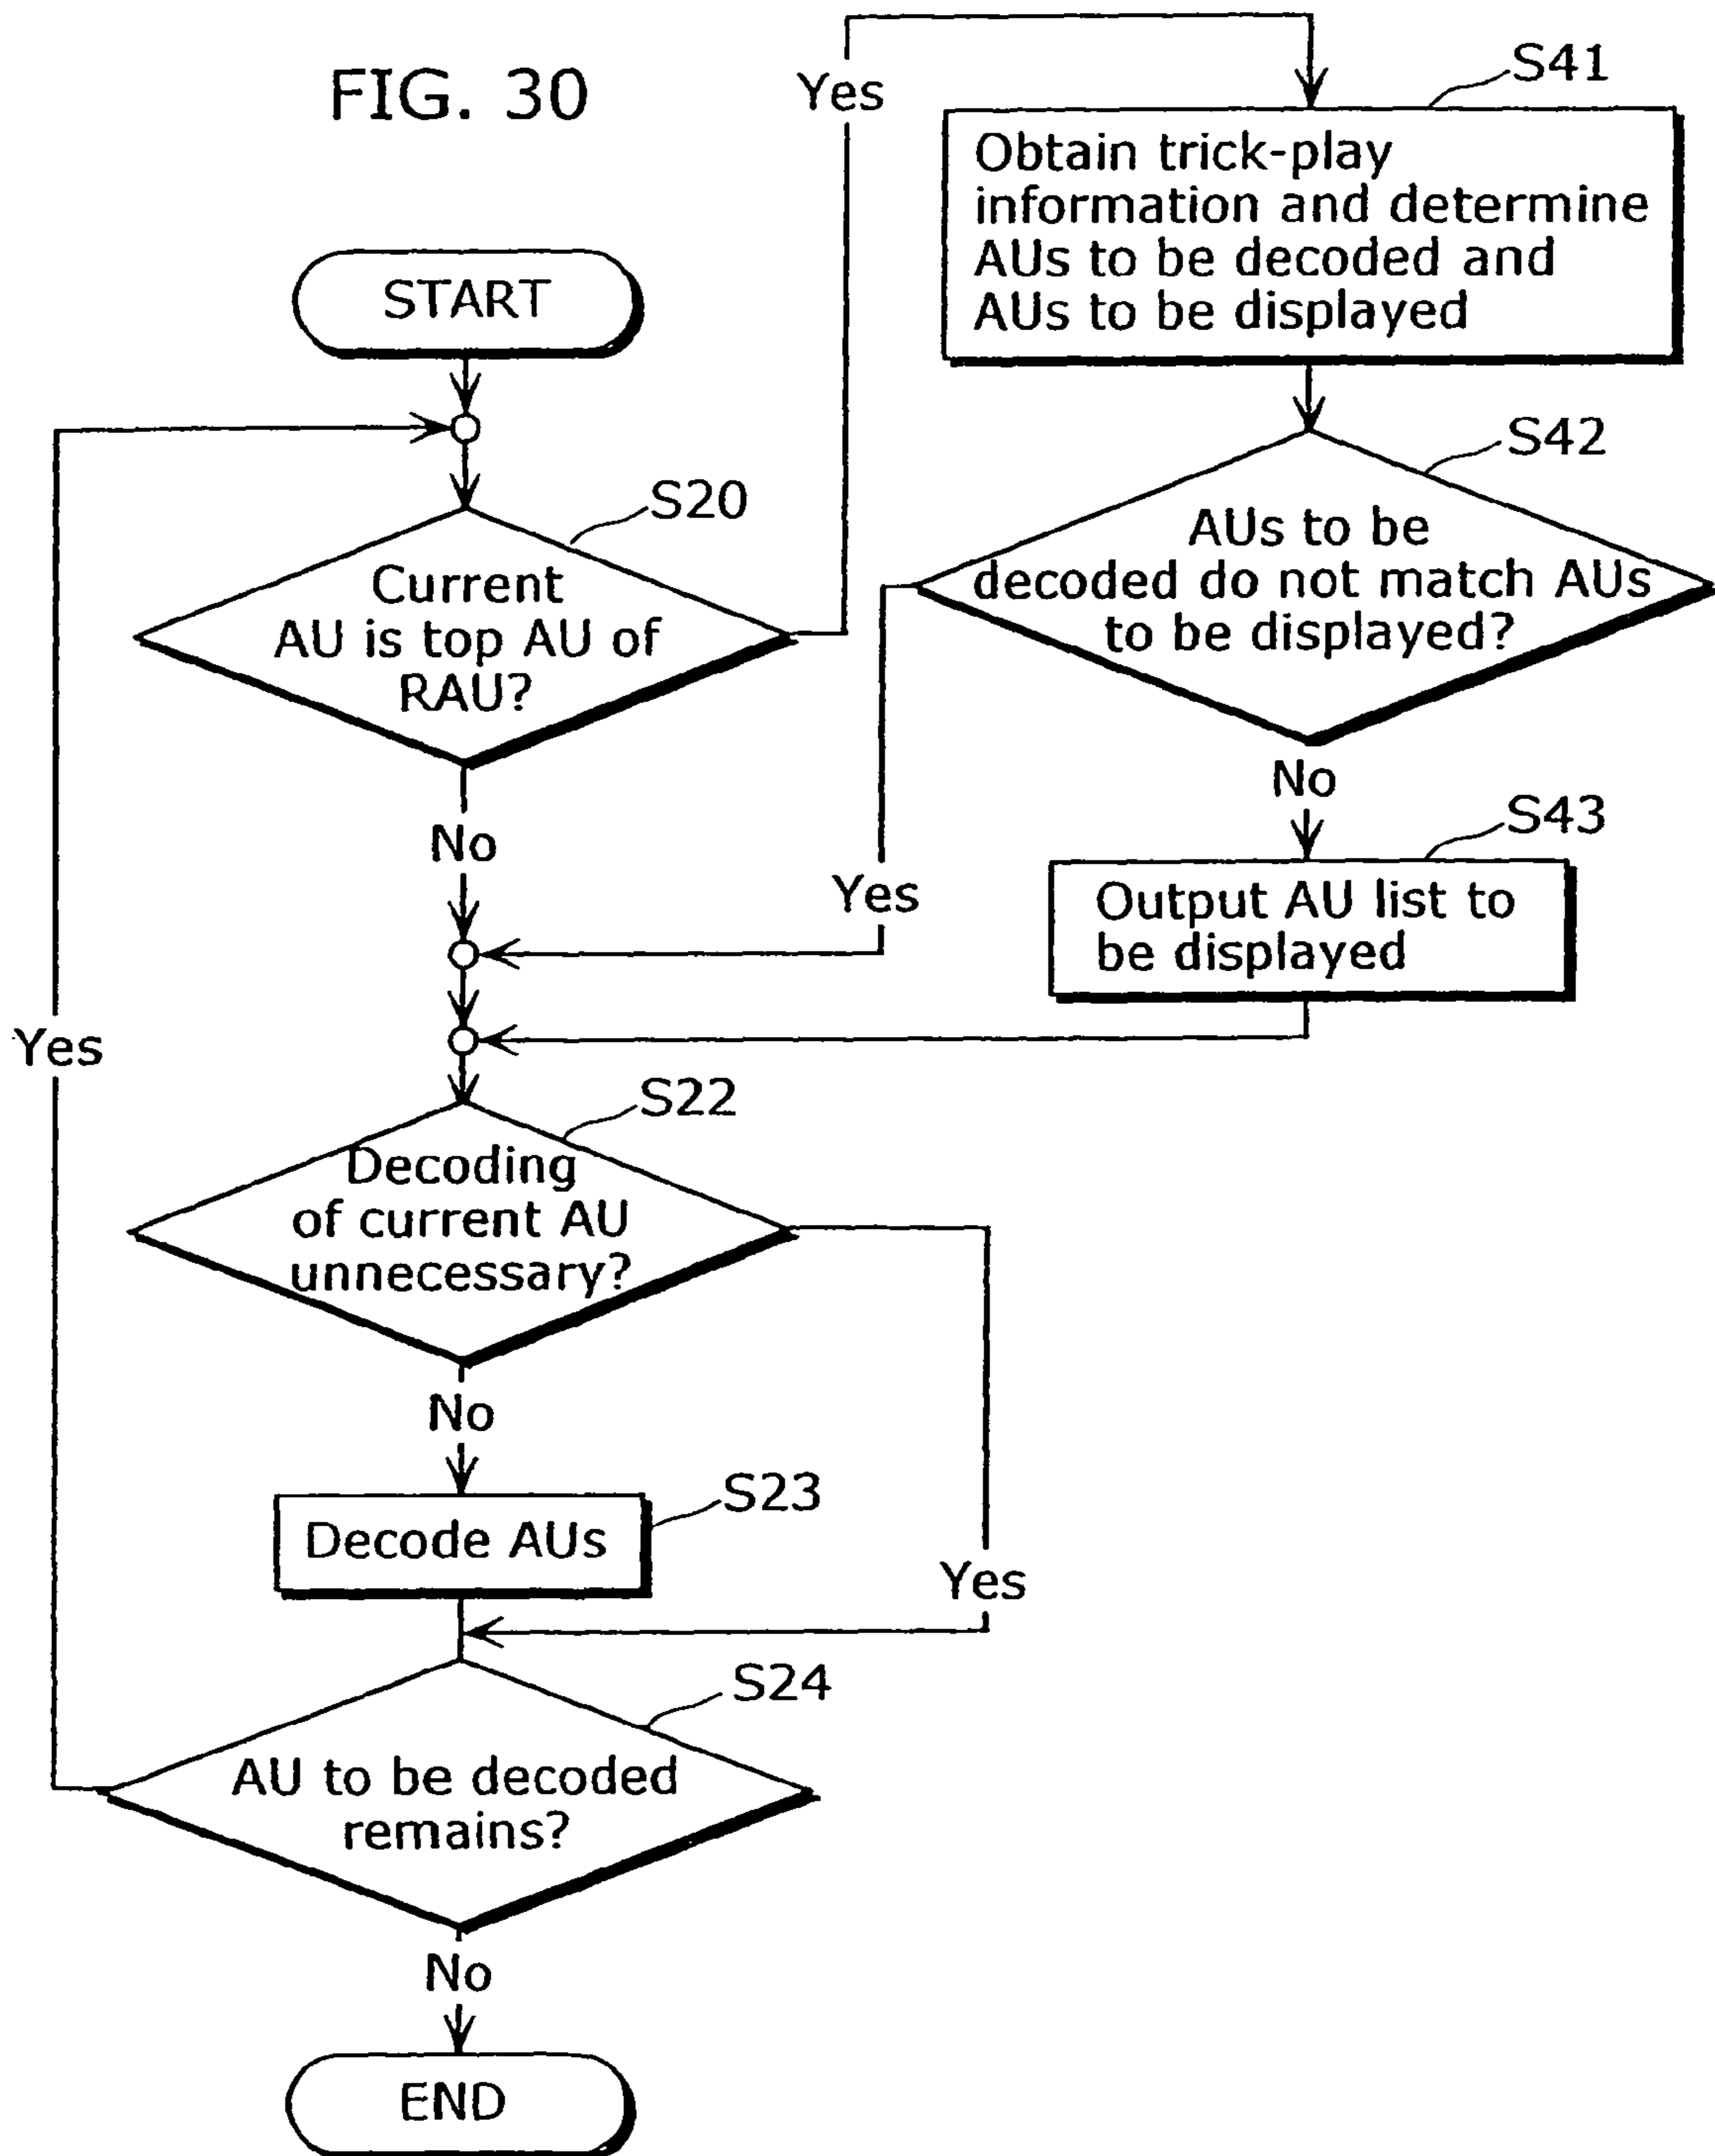 FIG. 30
Yes
S41
Obtain trick-play
information and determine
AUs to be decoded and
AUs to be displayed
START
S42
AUs to be
decoded do not match AUs
to be displayed?
S20
Current
AU is top AU of
RAU?
No
No
S43
Output AU list to
be displayed
Yes
Yes
S22
Decoding
of current AU
unnecessary?
No
S23
Decode AUs
Yes
S24
AU to be decoded
remains?
No
END